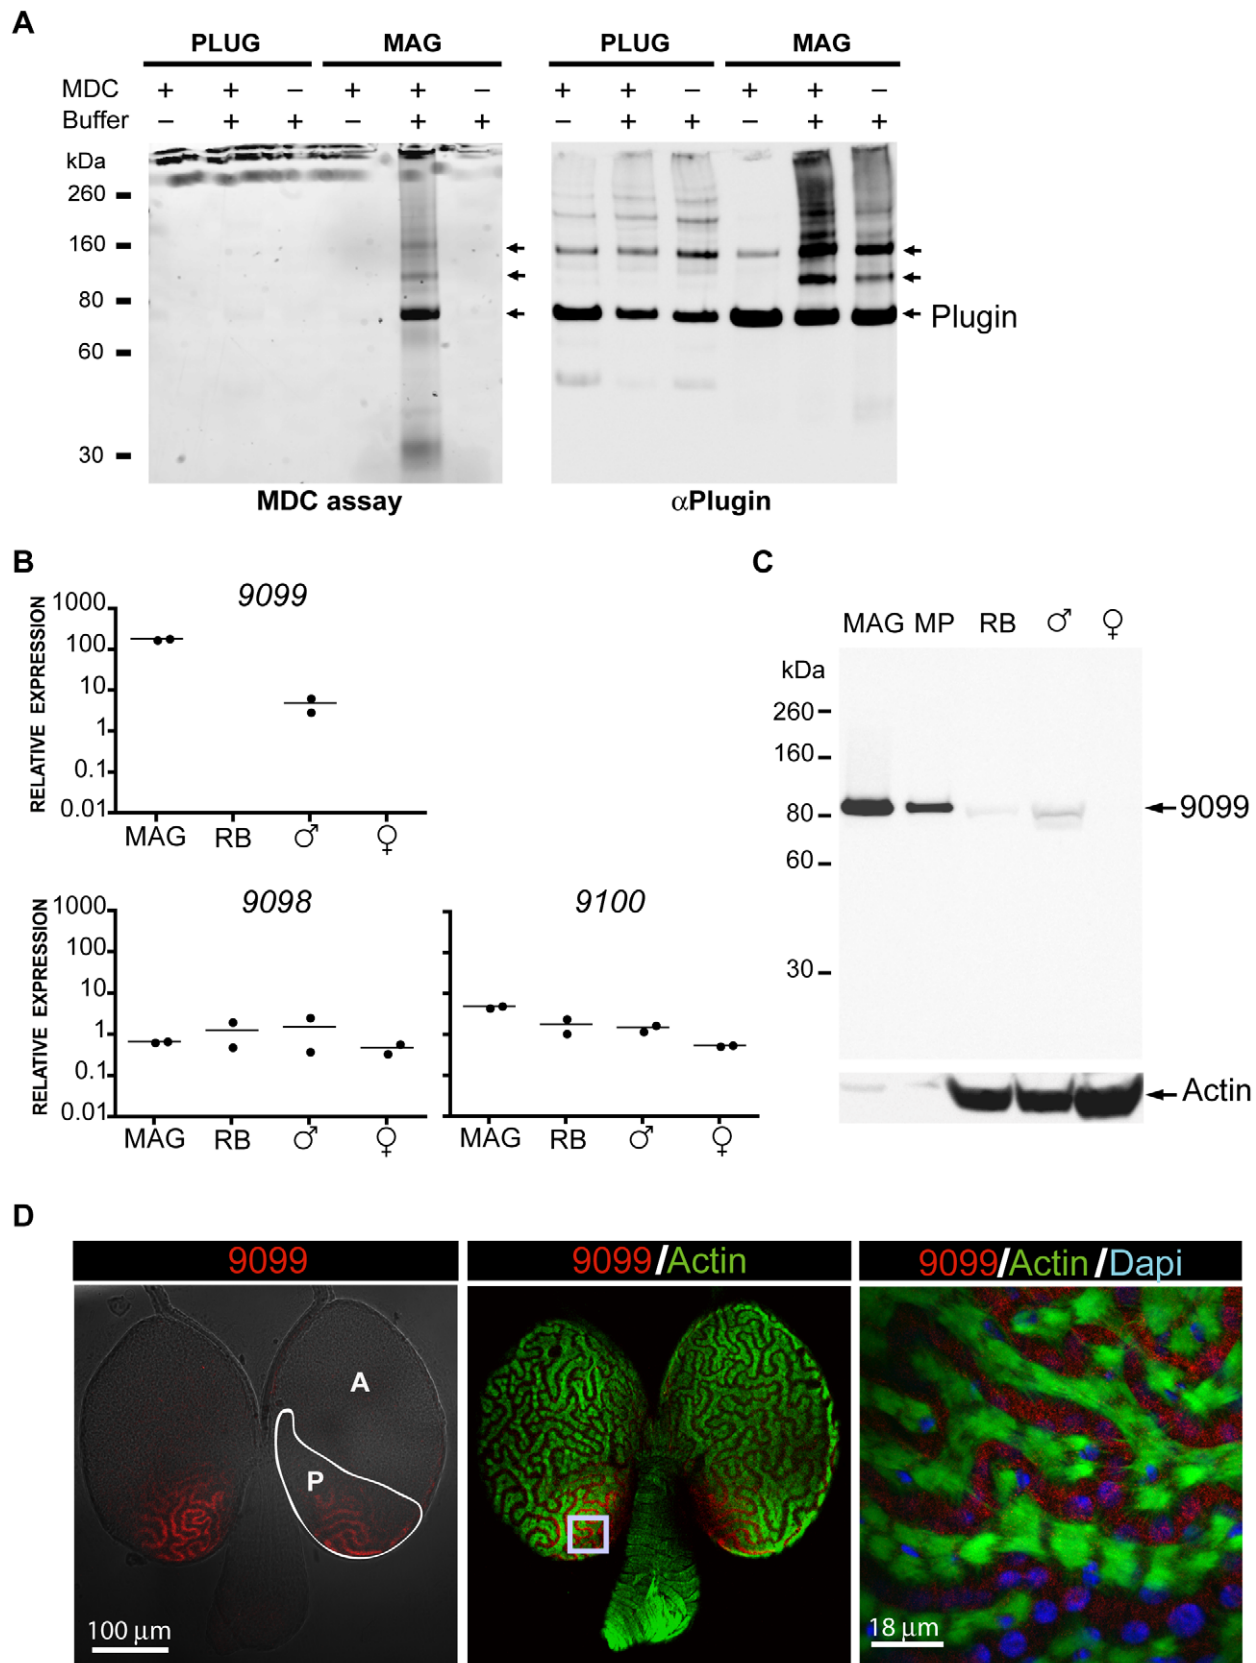 A
PLUG MAG PLUG MAG
MDC + + − + + − + + − + + −
Buffer − + + − + + − + + − + +
kDa
260
160
80
60
30
Plugin
MDC assay αPlugin
B
9099
RELATIVE EXPRESSION
1000
100
10
1
0.1
0.01
MAG RB ♂ ♀
9098
RELATIVE EXPRESSION
1000
100
10
1
0.1
0.01
MAG RB ♂ ♀
9100
MAG RB ♂ ♀
C
MAG MP RB ♂ ♀
kDa
260
160
80
60
30
9099
Actin
D
9099 9099/Actin 9099/Actin/Dapi
A
P
100 μm
18 μm